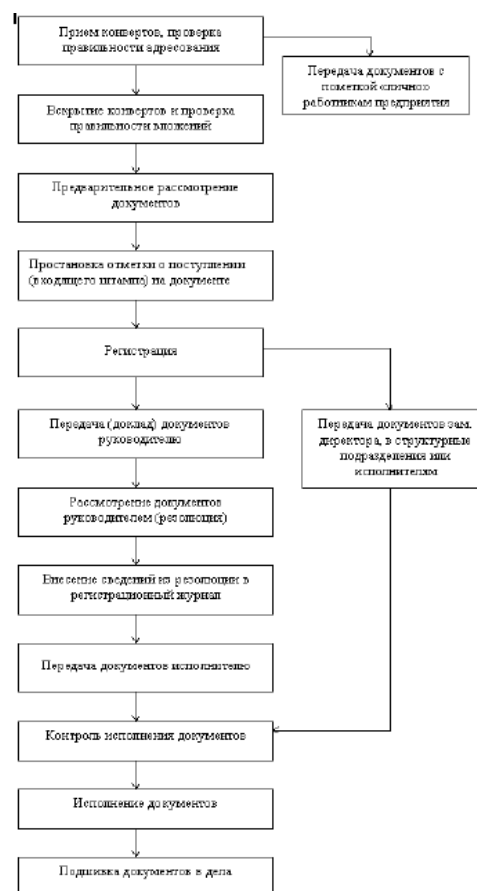 Прием конвертов, проверка
правильности адресования
Передача документов с
пометкой «лично»
работникам предприятия
Вскрытие конвертов и проверка
правильности вложений
Предварительное рассмотрение
документов
Простановка отметки о поступлении
(входящего штампа) на документе
Регистрация
Передача (доклад) документов
руководителю
Передача документов зам.
директора, в структурные
подразделения или
исполнителям
Рассмотрение документов
руководителем (резолюция)
Внесение сведений из резолюции в
регистрационный журнал
Передача документов исполнителю
Контроль исполнения документов
Исполнение документов
Подшивка документов в дела